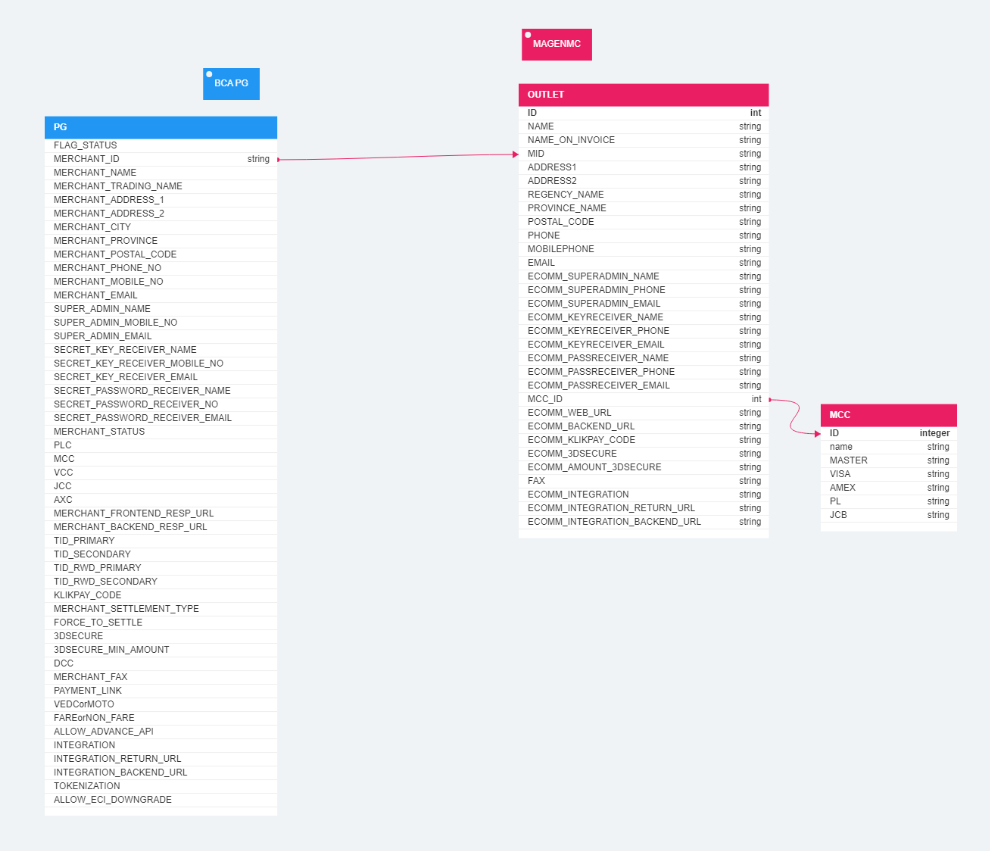 MAGENMC
BCA PG
PG
FLAG_STATUS
MERCHANT_ID string
MERCHANT_NAME
MERCHANT_TRADING_NAME
MERCHANT_ADDRESS_1
MERCHANT_ADDRESS_2
MERCHANT_CITY
MERCHANT_PROVINCE
MERCHANT_POSTAL_CODE
MERCHANT_PHONE_NO
MERCHANT_MOBILE_NO
MERCHANT_EMAIL
SUPER_ADMIN_NAME
SUPER_ADMIN_MOBILE_NO
SUPER_ADMIN_EMAIL
SECRET_KEY_RECEIVER_NAME
SECRET_KEY_RECEIVER_MOBILE_NO
SECRET_KEY_RECEIVER_EMAIL
SECRET_PASSWORD_RECEIVER_NAME
SECRET_PASSWORD_RECEIVER_NO
SECRET_PASSWORD_RECEIVER_EMAIL
MERCHANT_STATUS
PLC
MCC
VCC
JCC
AXC
MERCHANT_FRONTEND_RESP_URL
MERCHANT_BACKEND_RESP_URL
TID_PRIMARY
TID_SECONDARY
TID_RWD_PRIMARY
TID_RWD_SECONDARY
KLIKPAY_CODE
MERCHANT_SETTLEMENT_TYPE
FORCE_TO_SETTLE
3DSECURE
3DSECURE_MIN_AMOUNT
DCC
MERCHANT_FAX
PAYMENT_LINK
VEDCorMOTO
FAREorNON_FARE
ALLOW_ADVANCE_API
INTEGRATION
INTEGRATION_RETURN_URL
INTEGRATION_BACKEND_URL
TOKENIZATION
ALLOW_ECI_DOWNGRADE
OUTLET
ID int
NAME string
NAME_ON_INVOICE string
MID string
ADDRESS1 string
ADDRESS2 string
REGENCY_NAME string
PROVINCE_NAME string
POSTAL_CODE string
PHONE string
MOBILEPHONE string
EMAIL string
ECOMM_SUPERADMIN_NAME string
ECOMM_SUPERADMIN_PHONE string
ECOMM_SUPERADMIN_EMAIL string
ECOMM_KEYRECEIVER_NAME string
ECOMM_KEYRECEIVER_PHONE string
ECOMM_KEYRECEIVER_EMAIL string
ECOMM_PASSRECEIVER_NAME string
ECOMM_PASSRECEIVER_PHONE string
ECOMM_PASSRECEIVER_EMAIL string
MCC_ID int
ECOMM_WEB_URL string
ECOMM_BACKEND_URL string
ECOMM_KLIKPAY_CODE string
ECOMM_3DSECURE string
ECOMM_AMOUNT_3DSECURE string
FAX string
ECOMM_INTEGRATION string
ECOMM_INTEGRATION_RETURN_URL string
ECOMM_INTEGRATION_BACKEND_URL string
MCC
ID integer
name string
MASTER string
VISA string
AMEX string
PL string
JCB string